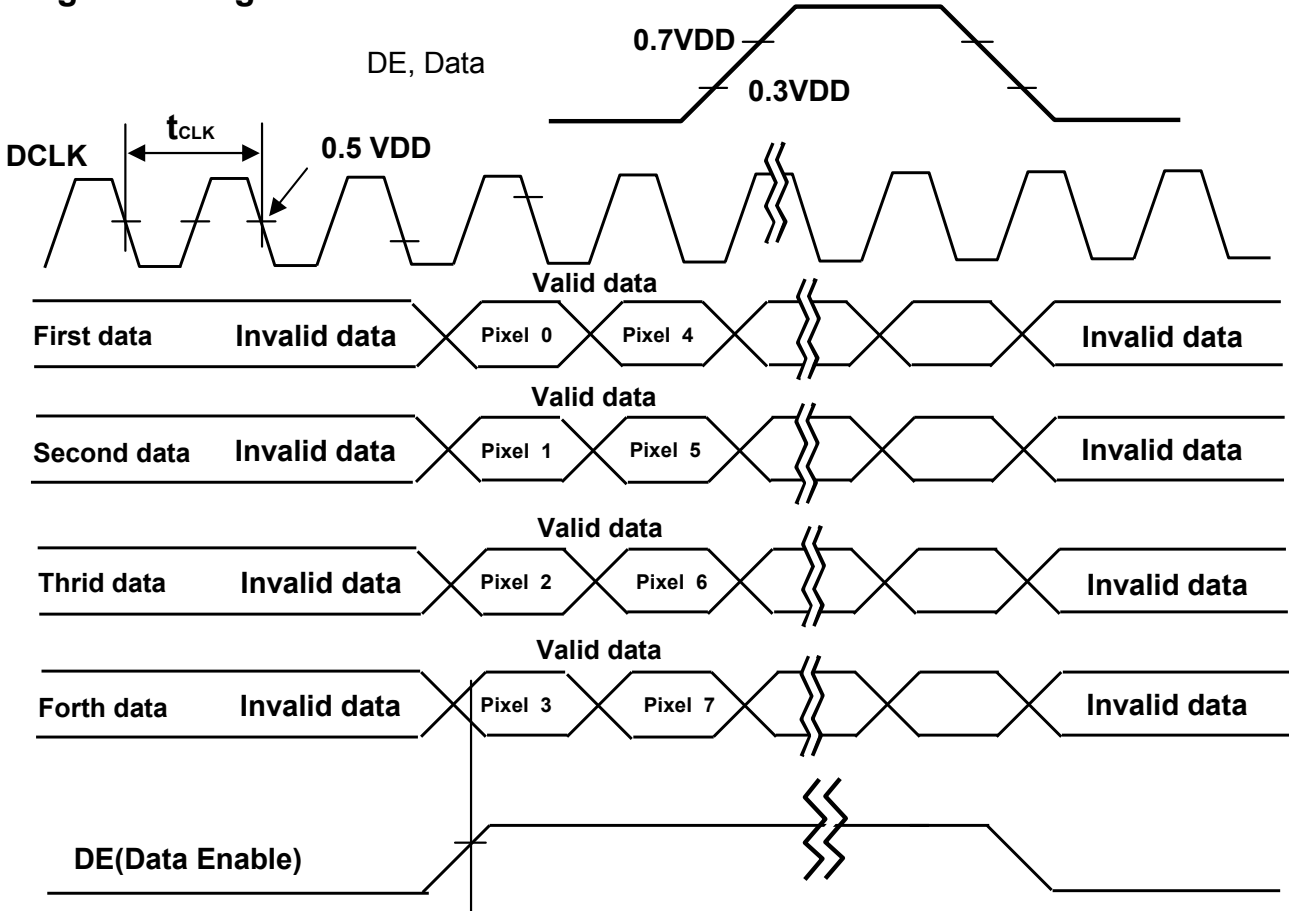 0.7VDD
DE, Data
0.3VDD
tCLK
DCLK
0.5 VDD
Valid data
First data Invalid data Pixel 0 Pixel 4 Invalid data
Valid data
Second data Invalid data Pixel 1 Pixel 5 Invalid data
Valid data
Thrid data Invalid data Pixel 2 Pixel 6 Invalid data
Valid data
Forth data Invalid data Pixel 3 Pixel 7 Invalid data
DE(Data Enable)